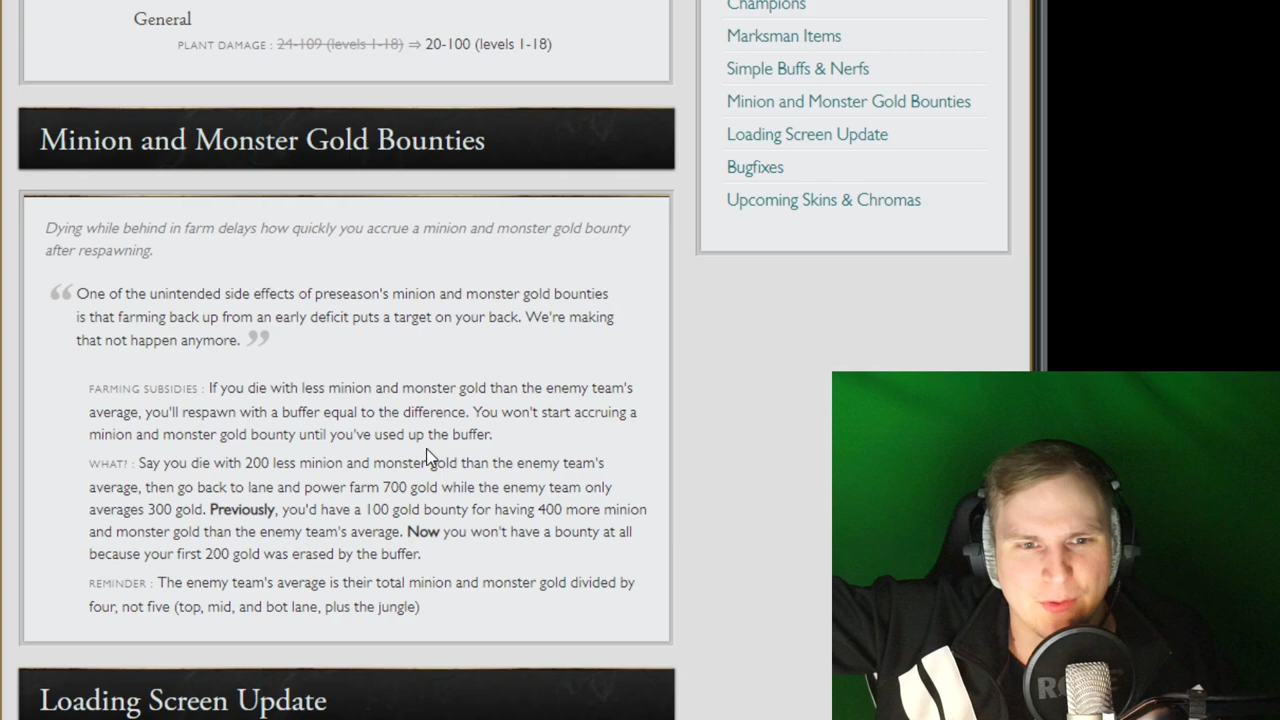 General
PLANT DAMAGE : 24-109 (levels 1-18) ⇒ 20-100 (levels 1-18)
Minion and Monster Gold Bounties
Dying while behind in farm delays how quickly you accrue a minion and monster gold bounty
after respawning.
“ One of the unintended side effects of preseason's minion and monster gold bounties
is that farming back up from an early deficit puts a target on your back. We're making
that not happen anymore. ”
FARMING SUBSIDIES : If you die with less minion and monster gold than the enemy team's
average, you'll respawn with a buffer equal to the difference. You won't start accruing a
minion and monster gold bounty until you've used up the buffer.
WHAT? : Say you die with 200 less minion and monster gold than the enemy team's
average, then go back to lane and power farm 700 gold while the enemy team only
averages 300 gold. Previously, you'd have a 100 gold bounty for having 400 more minion
and monster gold than the enemy team's average. Now you won't have a bounty at all
because your first 200 gold was erased by the buffer.
REMINDER : The enemy team's average is their total minion and monster gold divided by
four, not five (top, mid, and bot lane, plus the jungle)
Loading Screen Update
Champions
Marksman Items
Simple Buffs & Nerfs
Minion and Monster Gold Bounties
Loading Screen Update
Bugfixes
Upcoming Skins & Chromas